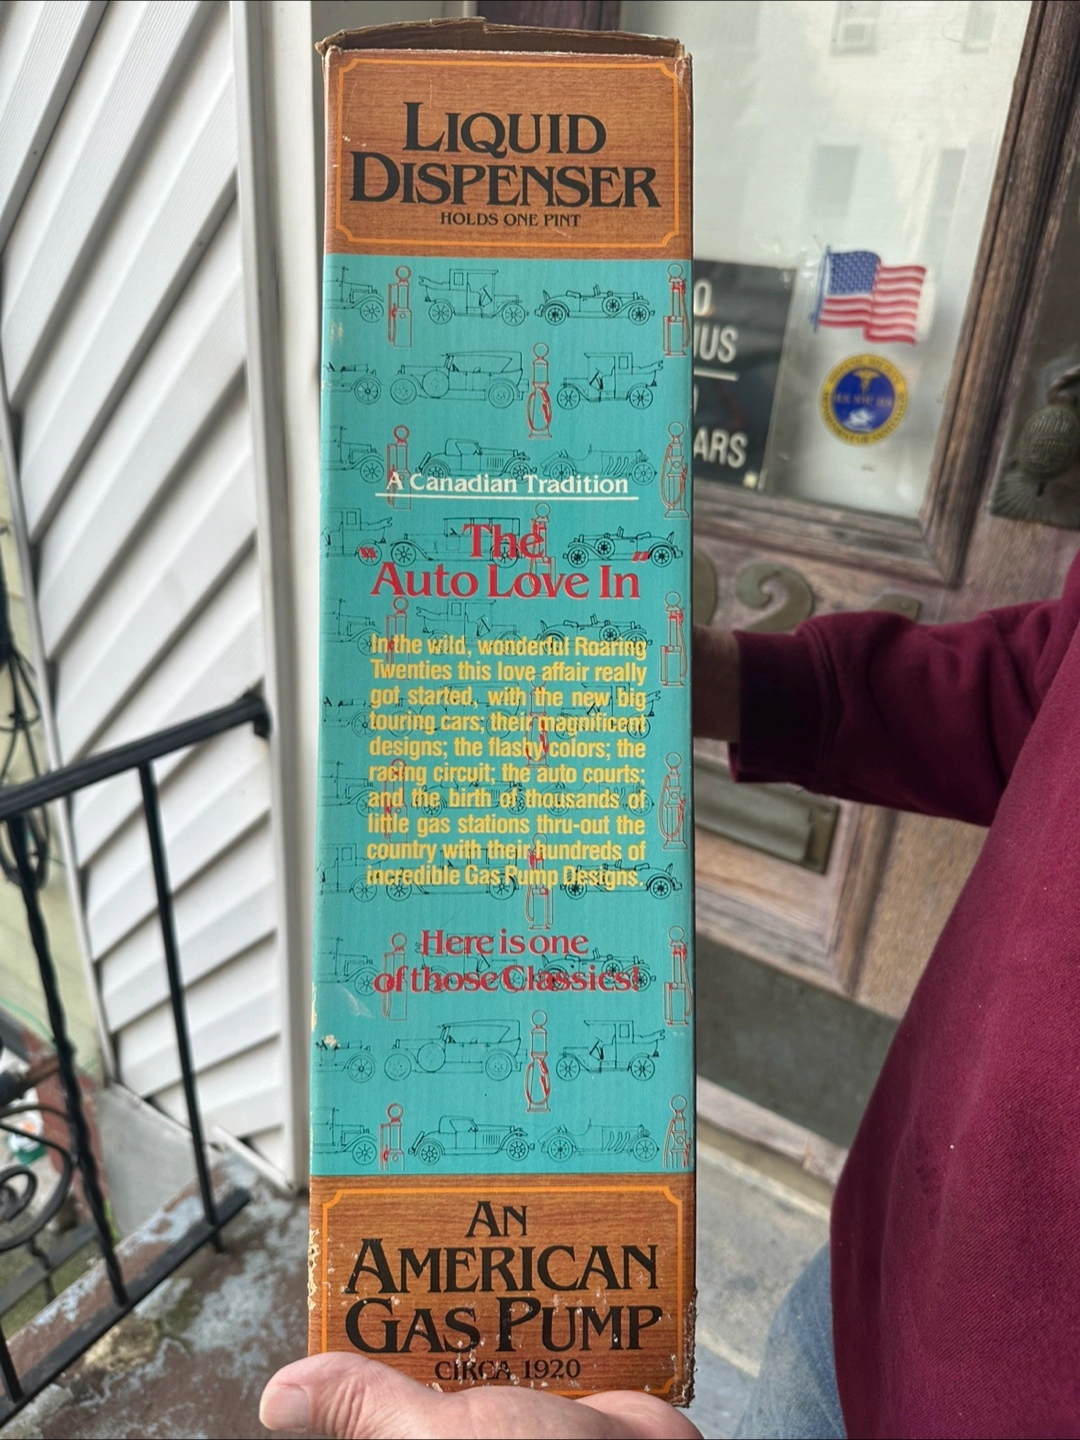 LIQUID
DISPENSER
HOLDS ONE PINT
A Canadian Tradition
"The
Auto Love In"
In the wild, wonderful Roaring
Twenties this love affair really
got started, with the new big
touring cars; their magnificent
designs; the flashy colors; the
racing circuit; the auto courts;
and the birth of thousands of
little gas stations thru-out the
country with their hundreds of
incredible Gas Pump Designs.
Here is one
of those Classics!
AN
AMERICAN
GAS PUMP
CIRCA 1920